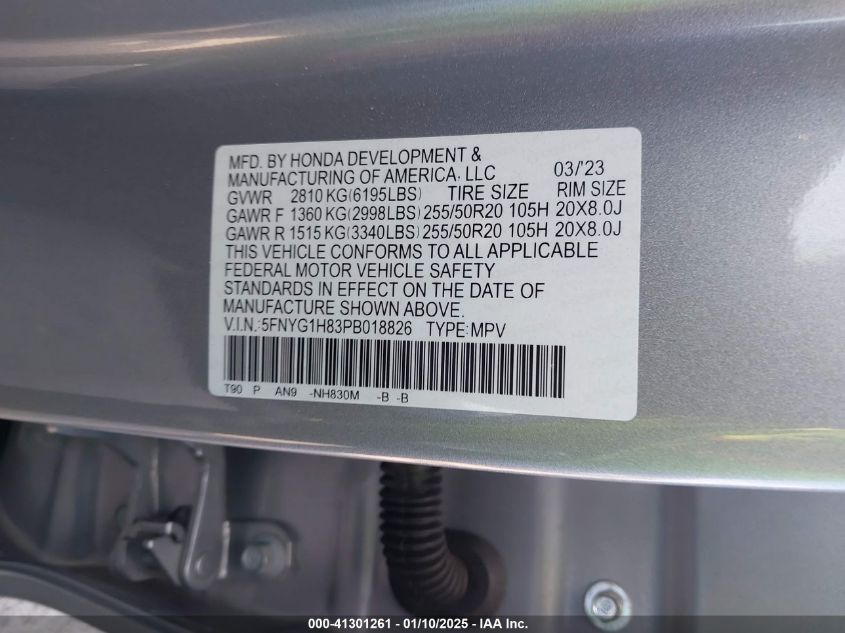 MFD. BY HONDA DEVELOPMENT &
MANUFACTURING OF AMERICA, LLC 03/'23
GVWR 2810 KG(6195LBS) TIRE SIZE RIM SIZE
GAWR F 1360 KG(2998LBS) 255/50R20 105H 20X8.0J
GAWR R 1515 KG(3340LBS) 255/50R20 105H 20X8.0J
THIS VEHICLE CONFORMS TO ALL APPLICABLE
FEDERAL MOTOR VEHICLE SAFETY
STANDARDS IN EFFECT ON THE DATE OF
MANUFACTURE SHOWN ABOVE.
V.I.N.:5FNYG1H83PB018826 TYPE:MPV
T90 P AN9 -NH830M -B -B
000-41301261 - 01/10/2025 - IAA Inc.